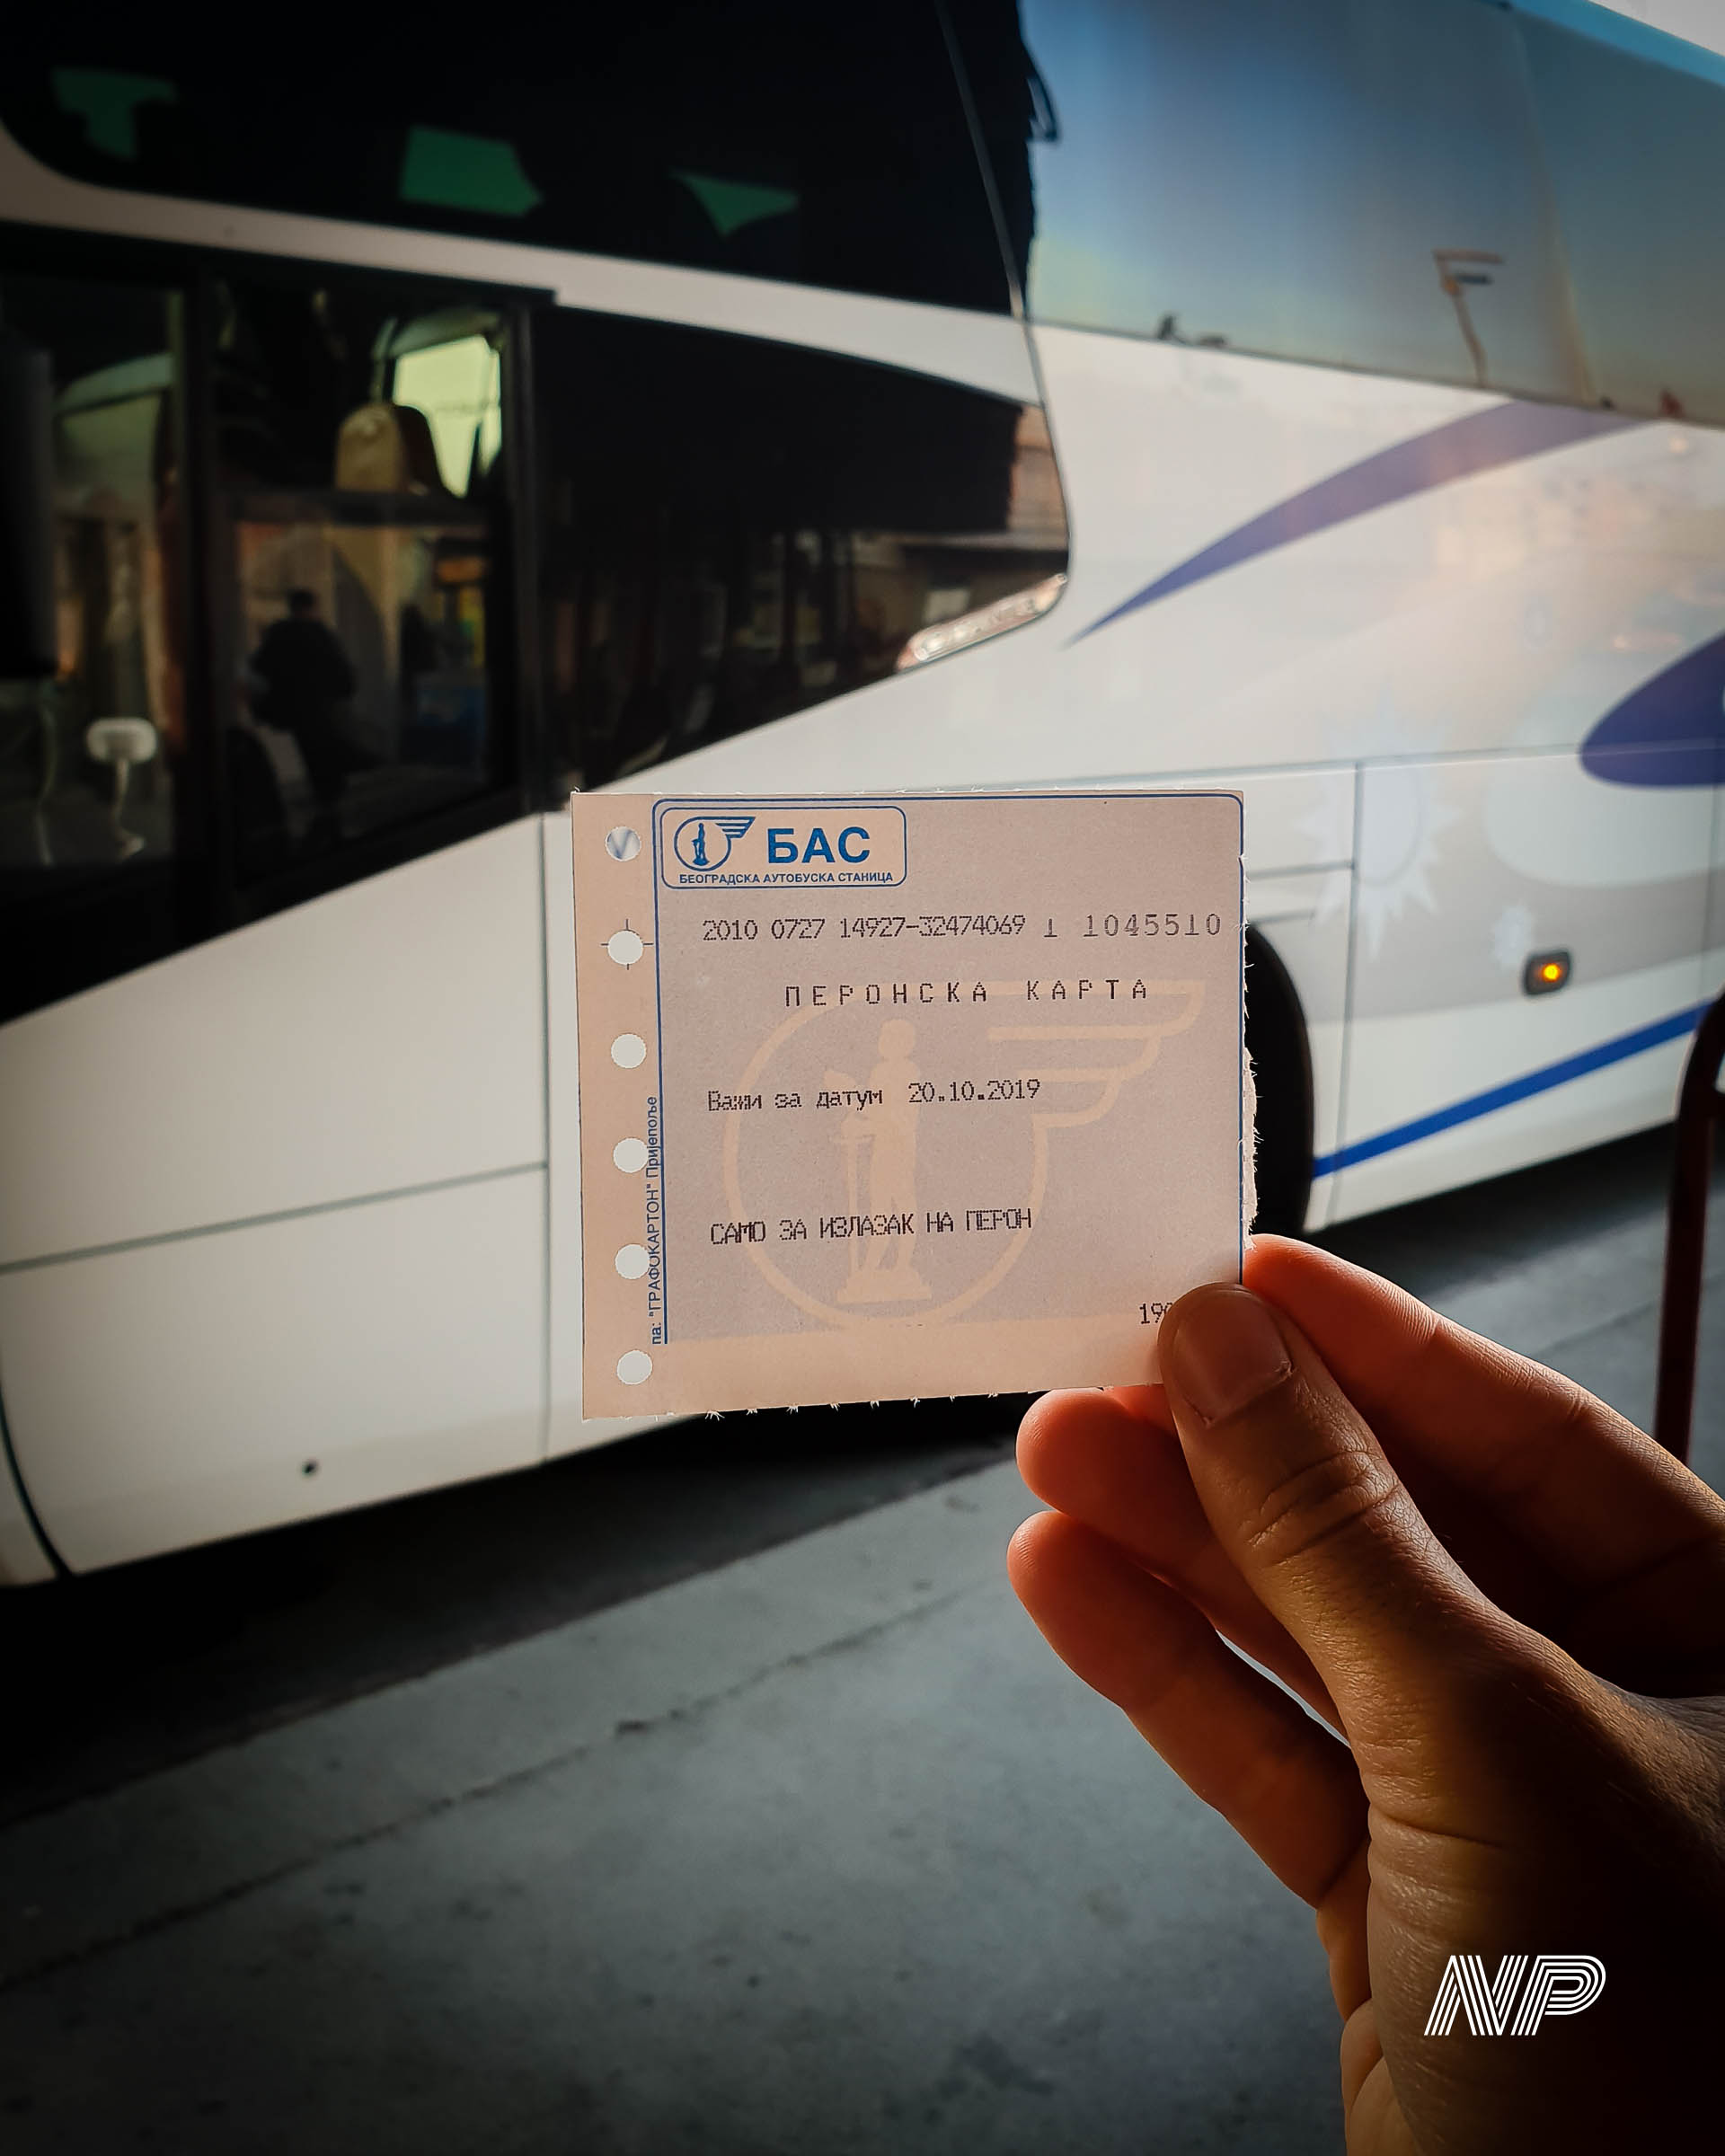 БАС
БЕОГРАДСКА АУТОБУСКА СТАНИЦА
2010 0727 14927-32474069 1 1045510
ПЕРОНСКА КАРТА
Важи за датум 20.10.2019
САМО ЗА ИЗЛАЗАК НА ПЕРОН
па: "ГРАФОКАРТОН" Пријепоље
NP